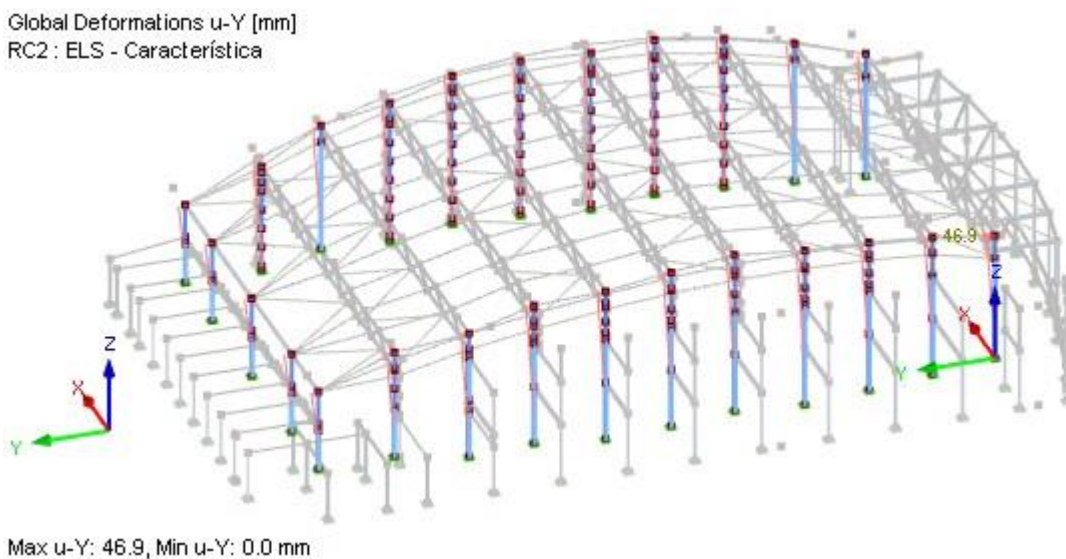 Global Deformations u-Y [mm]
RC2 : ELS - Característica
46.9
Z
Z
X
X
Y
Y
Max u-Y: 46.9, Min u-Y: 0.0 mm